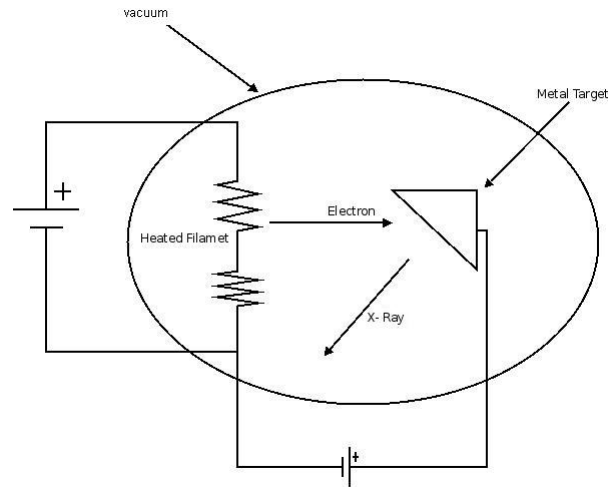 vacuum
Metal Target
+
Electron
Heated Filamet
X- Ray
+